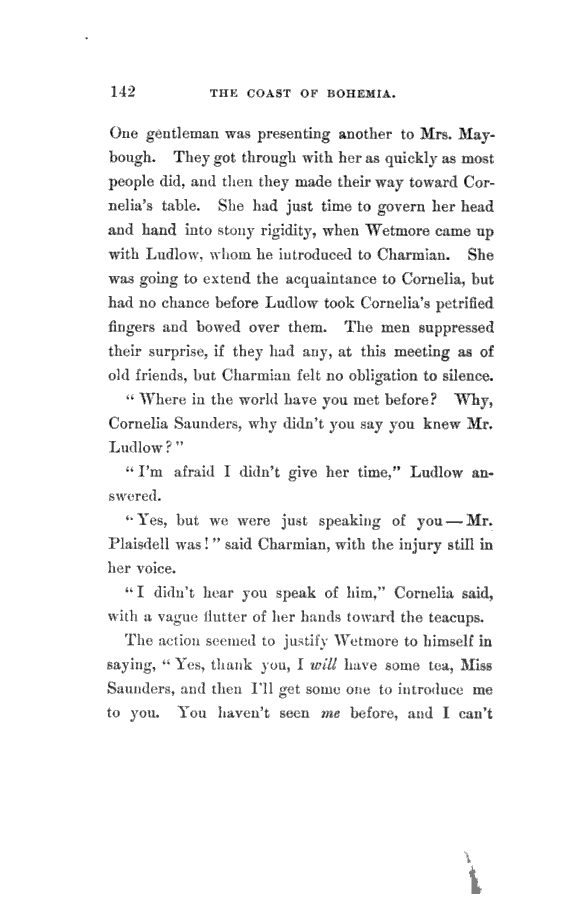 142 THE COAST OF BOHEMIA.
One gentleman was presenting another to Mrs. May-
bough. They got through with her as quickly as most
people did, and then they made their way toward Cor-
nelia's table. She had just time to govern her head
and hand into stony rigidity, when Wetmore came up
with Ludlow, whom he introduced to Charmian. She
was going to extend the acquaintance to Cornelia, but
had no chance before Ludlow took Cornelia's petrified
fingers and bowed over them. The men suppressed
their surprise, if they had any, at this meeting as of
old friends, but Charmian felt no obligation to silence.
“Where in the world have you met before? Why,
Cornelia Saunders, why didn't you say you knew Mr.
Ludlow?”
“I'm afraid I didn't give her time,” Ludlow an-
swered.
“Yes, but we were just speaking of you—Mr.
Plaisdell was!” said Charmian, with the injury still in
her voice.
“I didn't hear you speak of him,” Cornelia said,
with a vague flutter of her hands toward the teacups.
The action seemed to justify Wetmore to himself in
saying, “Yes, thank you, I will have some tea, Miss
Saunders, and then I'll get some one to introduce me
to you. You haven't seen me before, and I can't